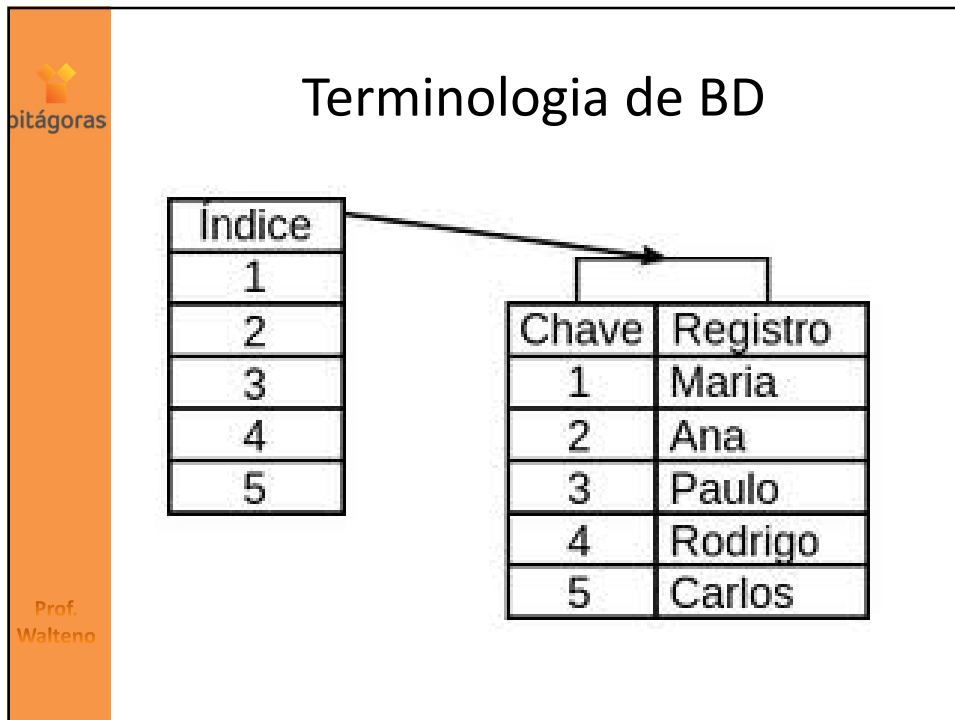 pitágoras
Terminologia de BD
Índice
1
2
3
4
5
Chave Registro
1 Maria
2 Ana
3 Paulo
4 Rodrigo
5 Carlos
Prof.
Walteno